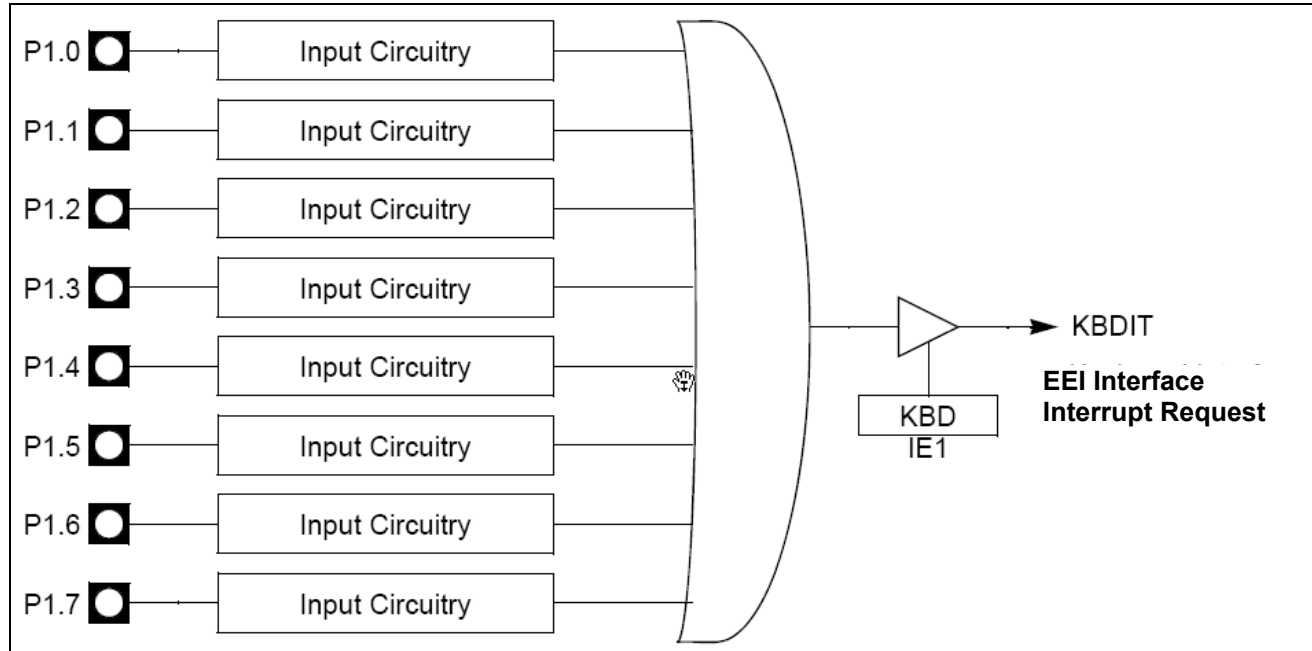 P1.0 Input Circuitry
P1.1 Input Circuitry
P1.2 Input Circuitry
P1.3 Input Circuitry
P1.4 Input Circuitry
P1.5 Input Circuitry
P1.6 Input Circuitry
P1.7 Input Circuitry
KBDIT
EEI Interface
Interrupt Request
KBD
IE1